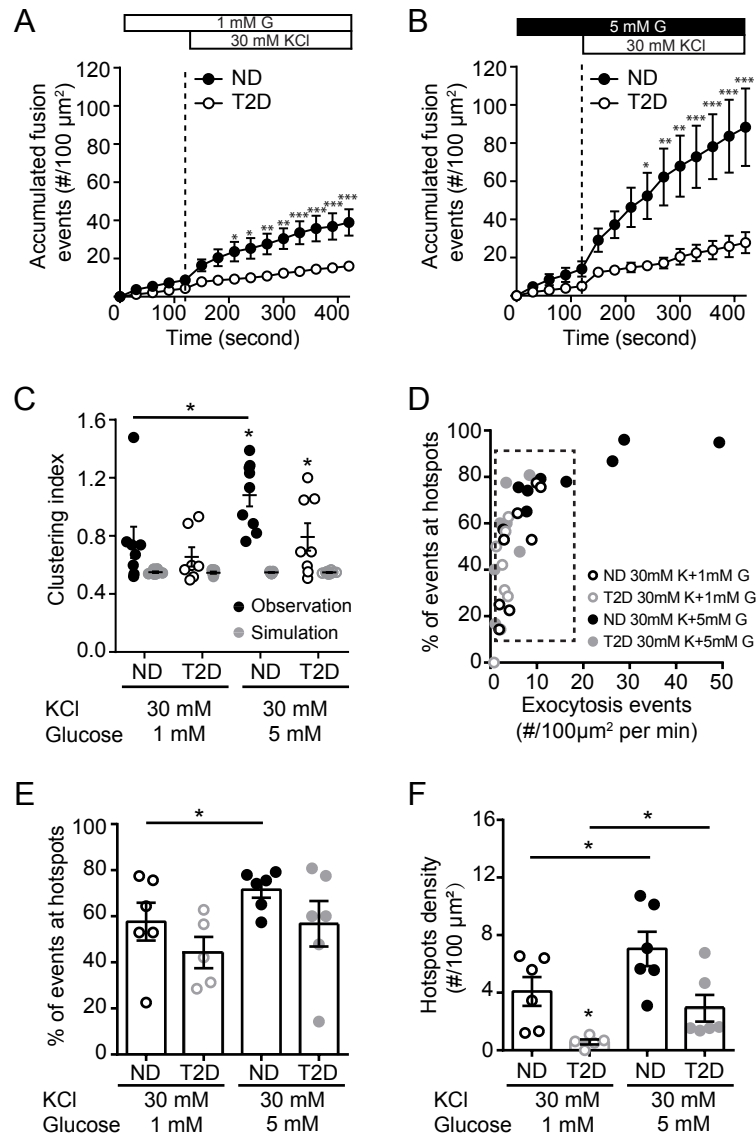 A
1 mM G
30 mM KCl
ND
T2D
Accumulated fusion
events (#/100 µm²)
120
100
80
60
40
20
* * ** ** *** *** *** ***
0 100 200 300 400
Time (second)
B
5 mM G
30 mM KCl
ND
T2D
Accumulated fusion
events (#/100 µm²)
120
100
80
60
40
20
* ** ** *** *** *** ***
0 100 200 300 400
Time (second)
C
Clustering index
1.6
1.2
0.8
0.4
0.0
*
* *
Observation
Simulation
ND T2D ND T2D
KCl 30 mM 30 mM
Glucose 1 mM 5 mM
D
% of events at hotspots
100
80
60
40
20
0
ND 30mM K+1mM G
T2D 30mM K+1mM G
ND 30mM K+5mM G
T2D 30mM K+5mM G
0 10 20 30 40 50
Exocytosis events
(#/100µm² per min)
E
% of events at hotspots
100
80
60
40
20
0
*
ND T2D ND T2D
KCl 30 mM 30 mM
Glucose 1 mM 5 mM
F
Hotspots density
(#/100 µm²)
16
12
8
4
0
*
*
*
ND T2D ND T2D
KCl 30 mM 30 mM
Glucose 1 mM 5 mM